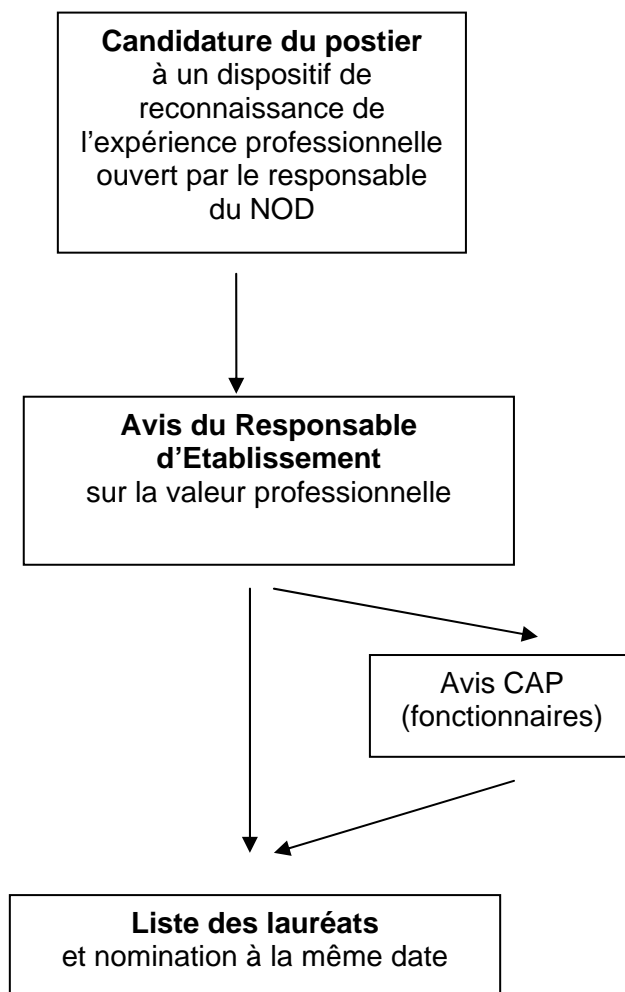 Candidature du postier
à un dispositif de
reconnaissance de
l’expérience professionnelle
ouvert par le responsable
du NOD
Avis du Responsable
d’Etablissement
sur la valeur professionnelle
Avis CAP
(fonctionnaires)
Liste des lauréats
et nomination à la même date